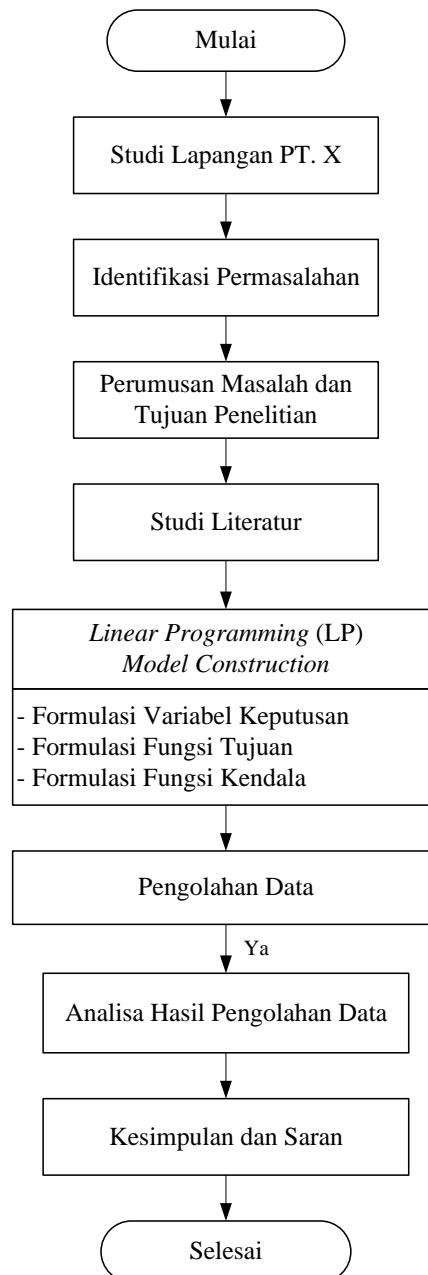 Mulai
Studi Lapangan PT. X
Identifikasi Permasalahan
Perumusan Masalah dan
Tujuan Penelitian
Studi Literatur
Linear Programming (LP)
Model Construction
- Formulasi Variabel Keputusan
- Formulasi Fungsi Tujuan
- Formulasi Fungsi Kendala
Pengolahan Data
Ya
Analisa Hasil Pengolahan Data
Kesimpulan dan Saran
Selesai